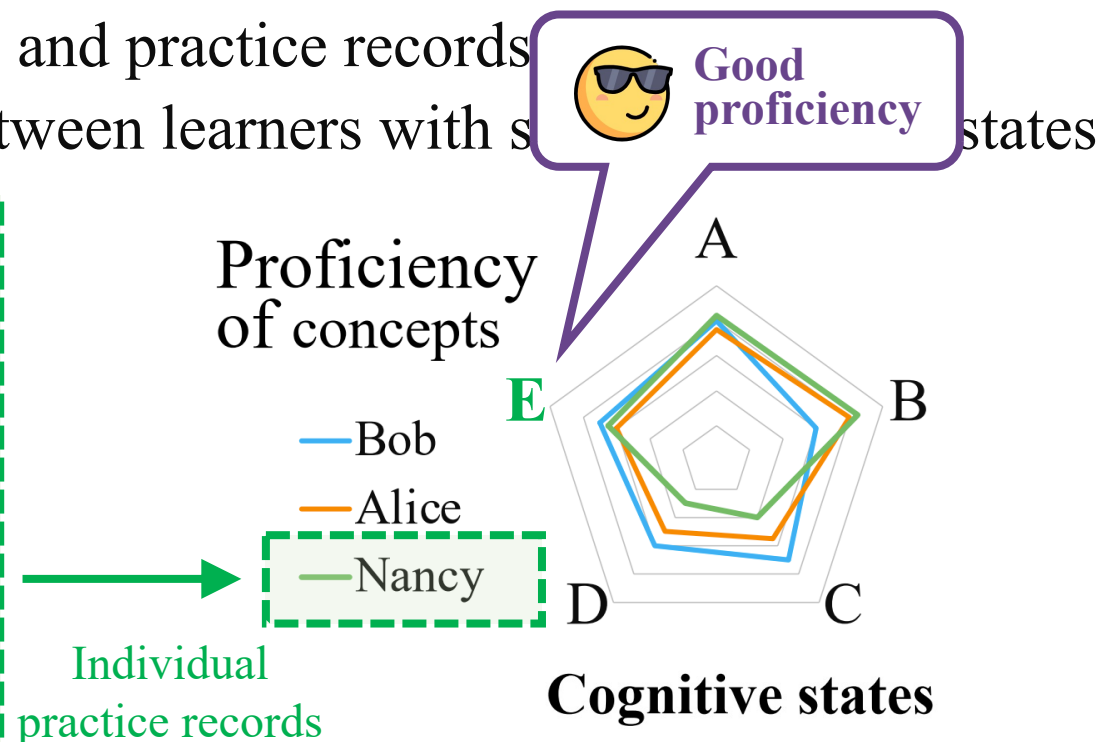 and practice records
tween learners with s
states
Good
proficiency
Proficiency
of concepts
A
B
C
D
E
Bob
Alice
Nancy
Individual
practice records
Cognitive states